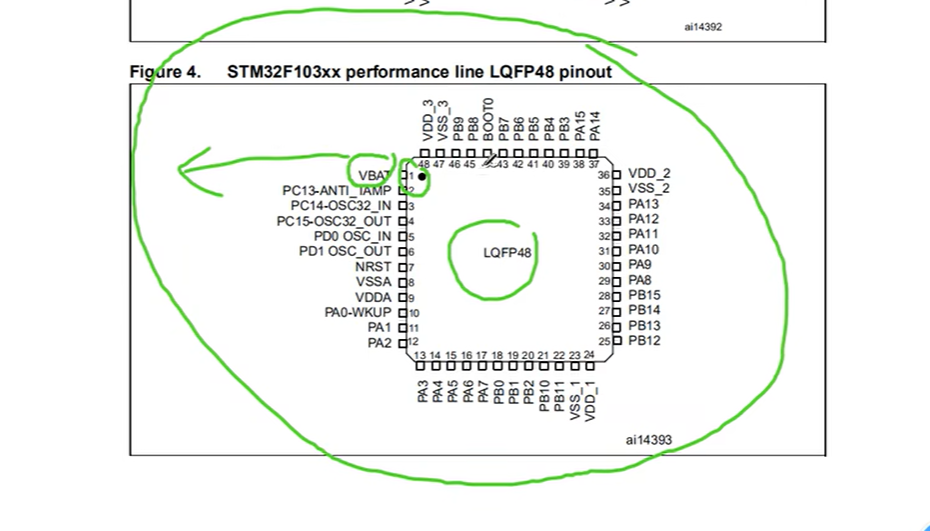 ai14392
Figure 4. STM32F103xx performance line LQFP48 pinout
VDD_3
VSS_3
PB9
PB8
BOOT0
PB7
PB6
PB5
PB4
PB3
PA15
PA14
48 47 46 45 43 42 41 40 39 38 37
VBAT 1
PC13-ANTI_TAMP 2
PC14-OSC32_IN 3
PC15-OSC32_OUT 4
PD0 OSC_IN 5
PD1 OSC_OUT 6
NRST 7
VSSA 8
VDDA 9
PA0-WKUP 10
PA1 11
PA2 12
LQFP48
36 VDD_2
35 VSS_2
34 PA13
33 PA12
32 PA11
31 PA10
30 PA9
29 PA8
28 PB15
27 PB14
26 PB13
25 PB12
13 14 15 16 17 18 19 20 21 22 23 24
PA3
PA4
PA5
PA6
PA7
PB0
PB1
PB2
PB10
PB11
VSS_1
VDD_1
ai14393